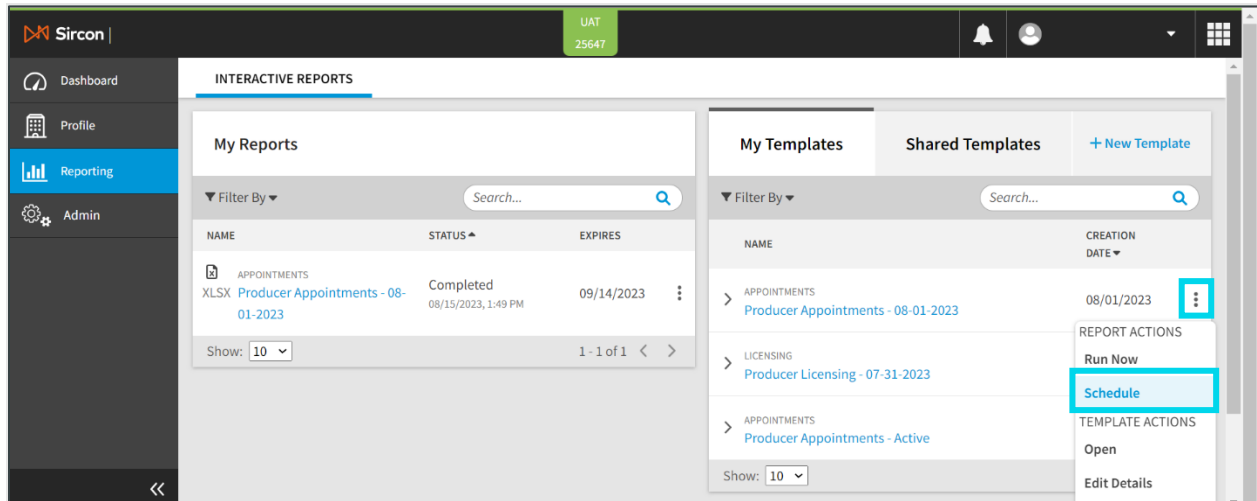 Sircon |
UAT
25647
Dashboard
Profile
Reporting
Admin
INTERACTIVE REPORTS
My Reports
Filter By
Search...
NAME STATUS EXPIRES
APPOINTMENTS
XLSX Producer Appointments - 08-
01-2023
Completed
08/15/2023, 1:49 PM
09/14/2023
Show: 10
1 - 1 of 1
My Templates
Shared Templates
+ New Template
Filter By
Search...
NAME
CREATION
DATE
APPOINTMENTS
Producer Appointments - 08-01-2023
08/01/2023
LICENSING
Producer Licensing - 07-31-2023
APPOINTMENTS
Producer Appointments - Active
Show: 10
REPORT ACTIONS
Run Now
Schedule
TEMPLATE ACTIONS
Open
Edit Details